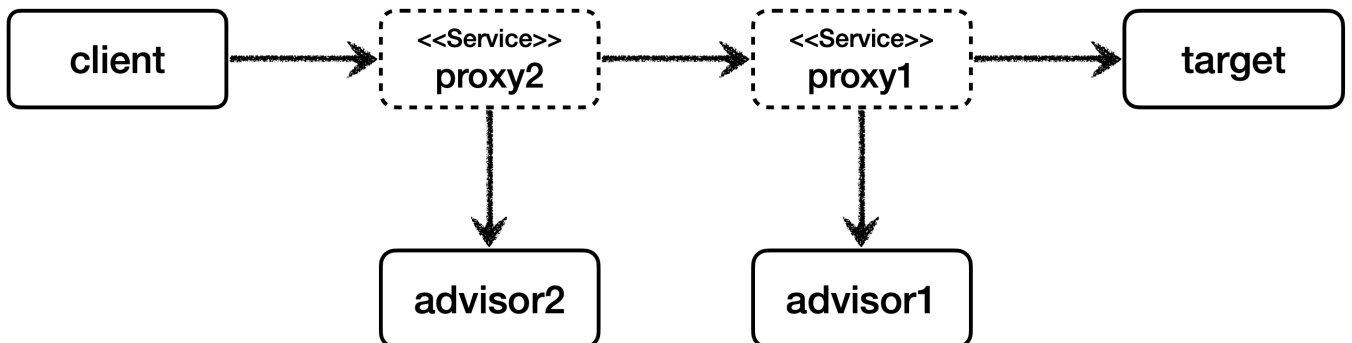 client
<<Service>>
proxy2
<<Service>>
proxy1
target
advisor2
advisor1